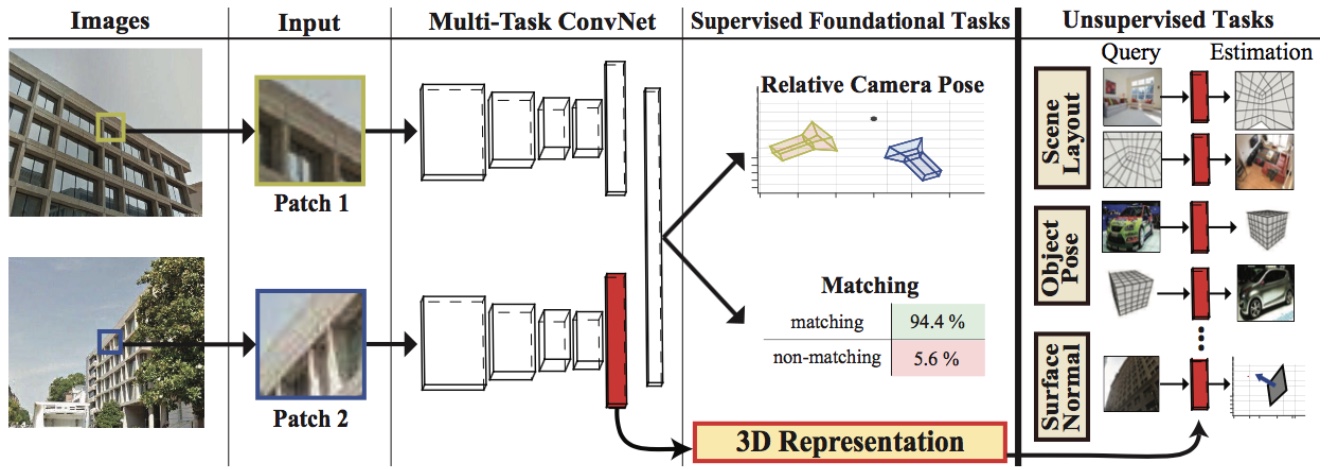 Images
Input
Multi-Task ConvNet
Supervised Foundational Tasks
Unsupervised Tasks
Query
Estimation
Patch 1
Patch 2
Relative Camera Pose
Matching
matching 94.4 %
non-matching 5.6 %
3D Representation
Scene
Layout
Object
Pose
Surface
Normal